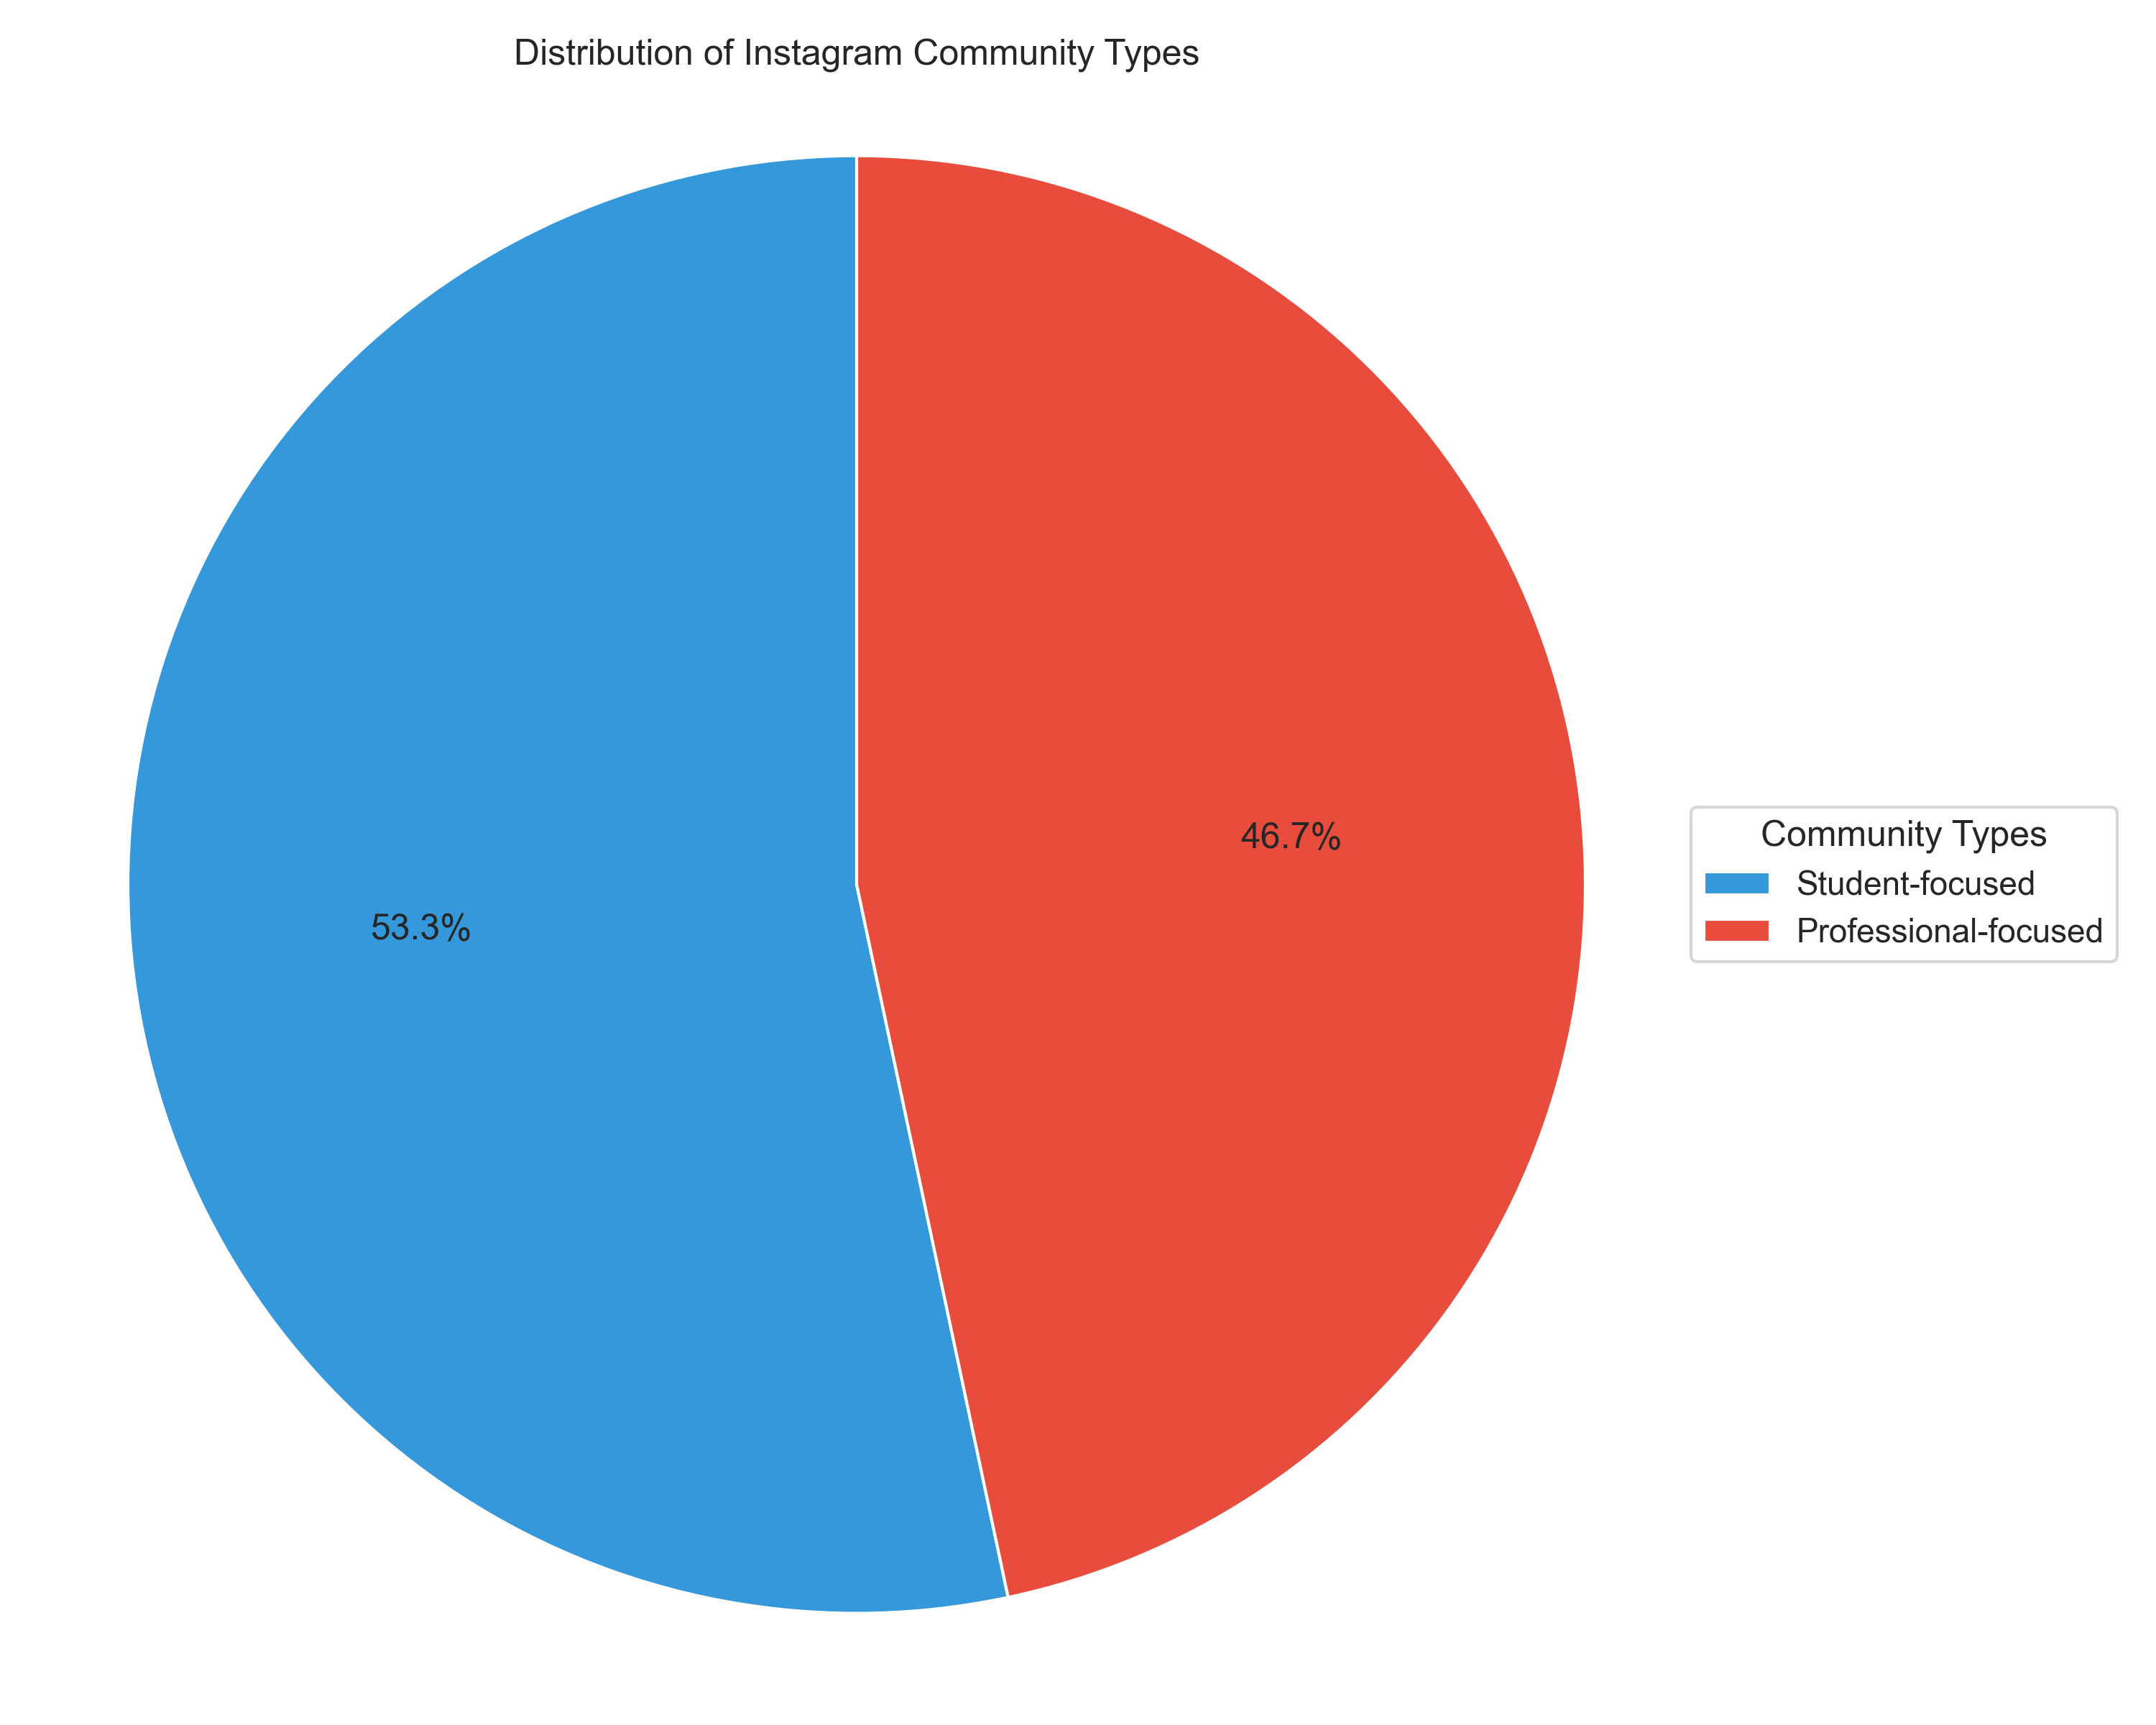 Distribution of Instagram Community Types
46.7%
53.3%
Community Types
Student-focused
Professional-focused